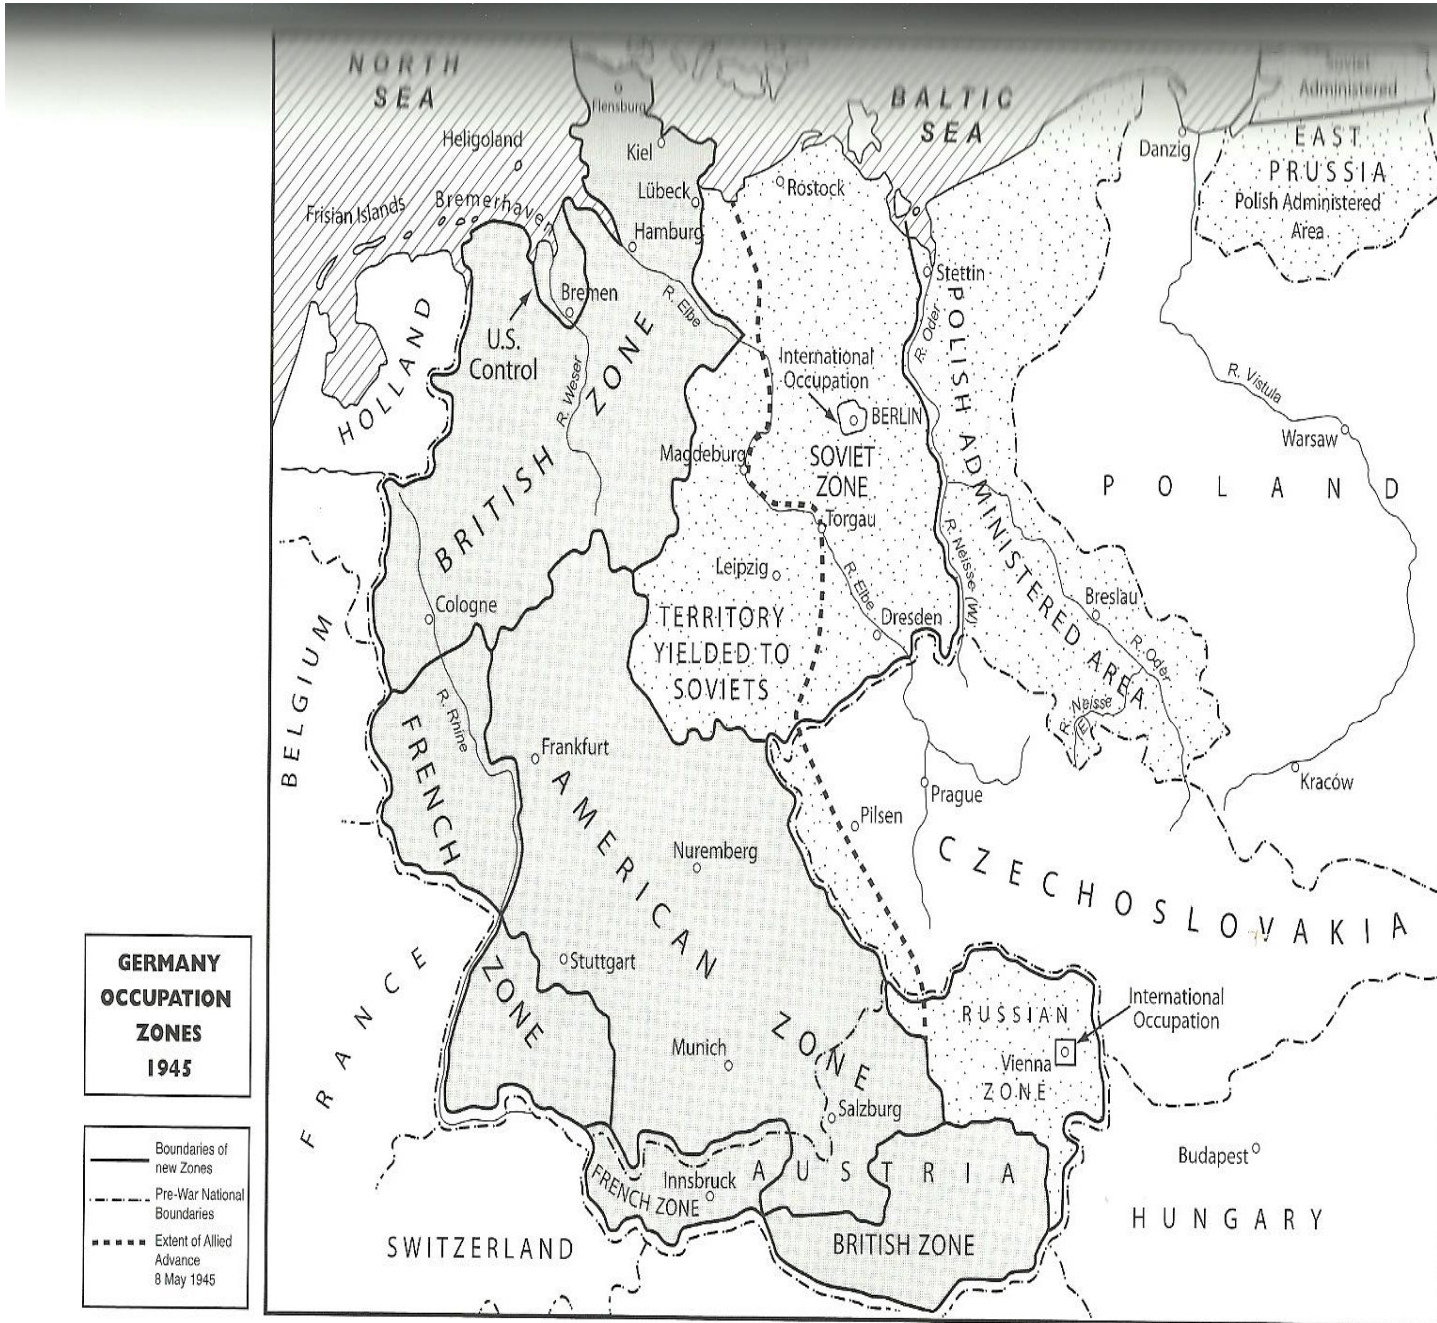 NORTH
SEA
Flensburg
BALTIC
SEA
Soviet
Administered
Heligoland
Kiel
Danzig
EAST
PRUSSIA
Polish Administered
Area
Frisian Islands
Bremerhaven
Lübeck
Rostock
Hamburg
Stettin
Bremen
R. Elbe
R. Oder
HOLLAND
U.S.
Control
R. Weser
International
Occupation
BERLIN
R. Vistula
Warsaw
POLAND
BRITISH ZONE
Magdeburg
SOVIET
ZONE
POLISH ADMINISTERED AREA
Torgau
R. Neisse (W)
Leipzig
R. Elbe
Breslau
Cologne
TERRITORY
YIELDED TO
SOVIETS
Dresden
R. Oder
BELGIUM
R. Neisse
(E)
R. Rhine
FRENCH
ZONE
Frankfurt
Prague
Kraców
Pilsen
AMERICAN
ZONE
Nuremberg
CZECHOSLOVAKIA
FRANCE
Stuttgart
RUSSIAN
ZONE
International
Occupation
Munich
Vienna
Salzburg
Budapest
AUSTRIA
FRENCH ZONE
Innsbruck
HUNGARY
SWITZERLAND
BRITISH ZONE
GERMANY
OCCUPATION
ZONES
1945
Boundaries of
new Zones
Pre-War National
Boundaries
Extent of Allied
Advance
8 May 1945